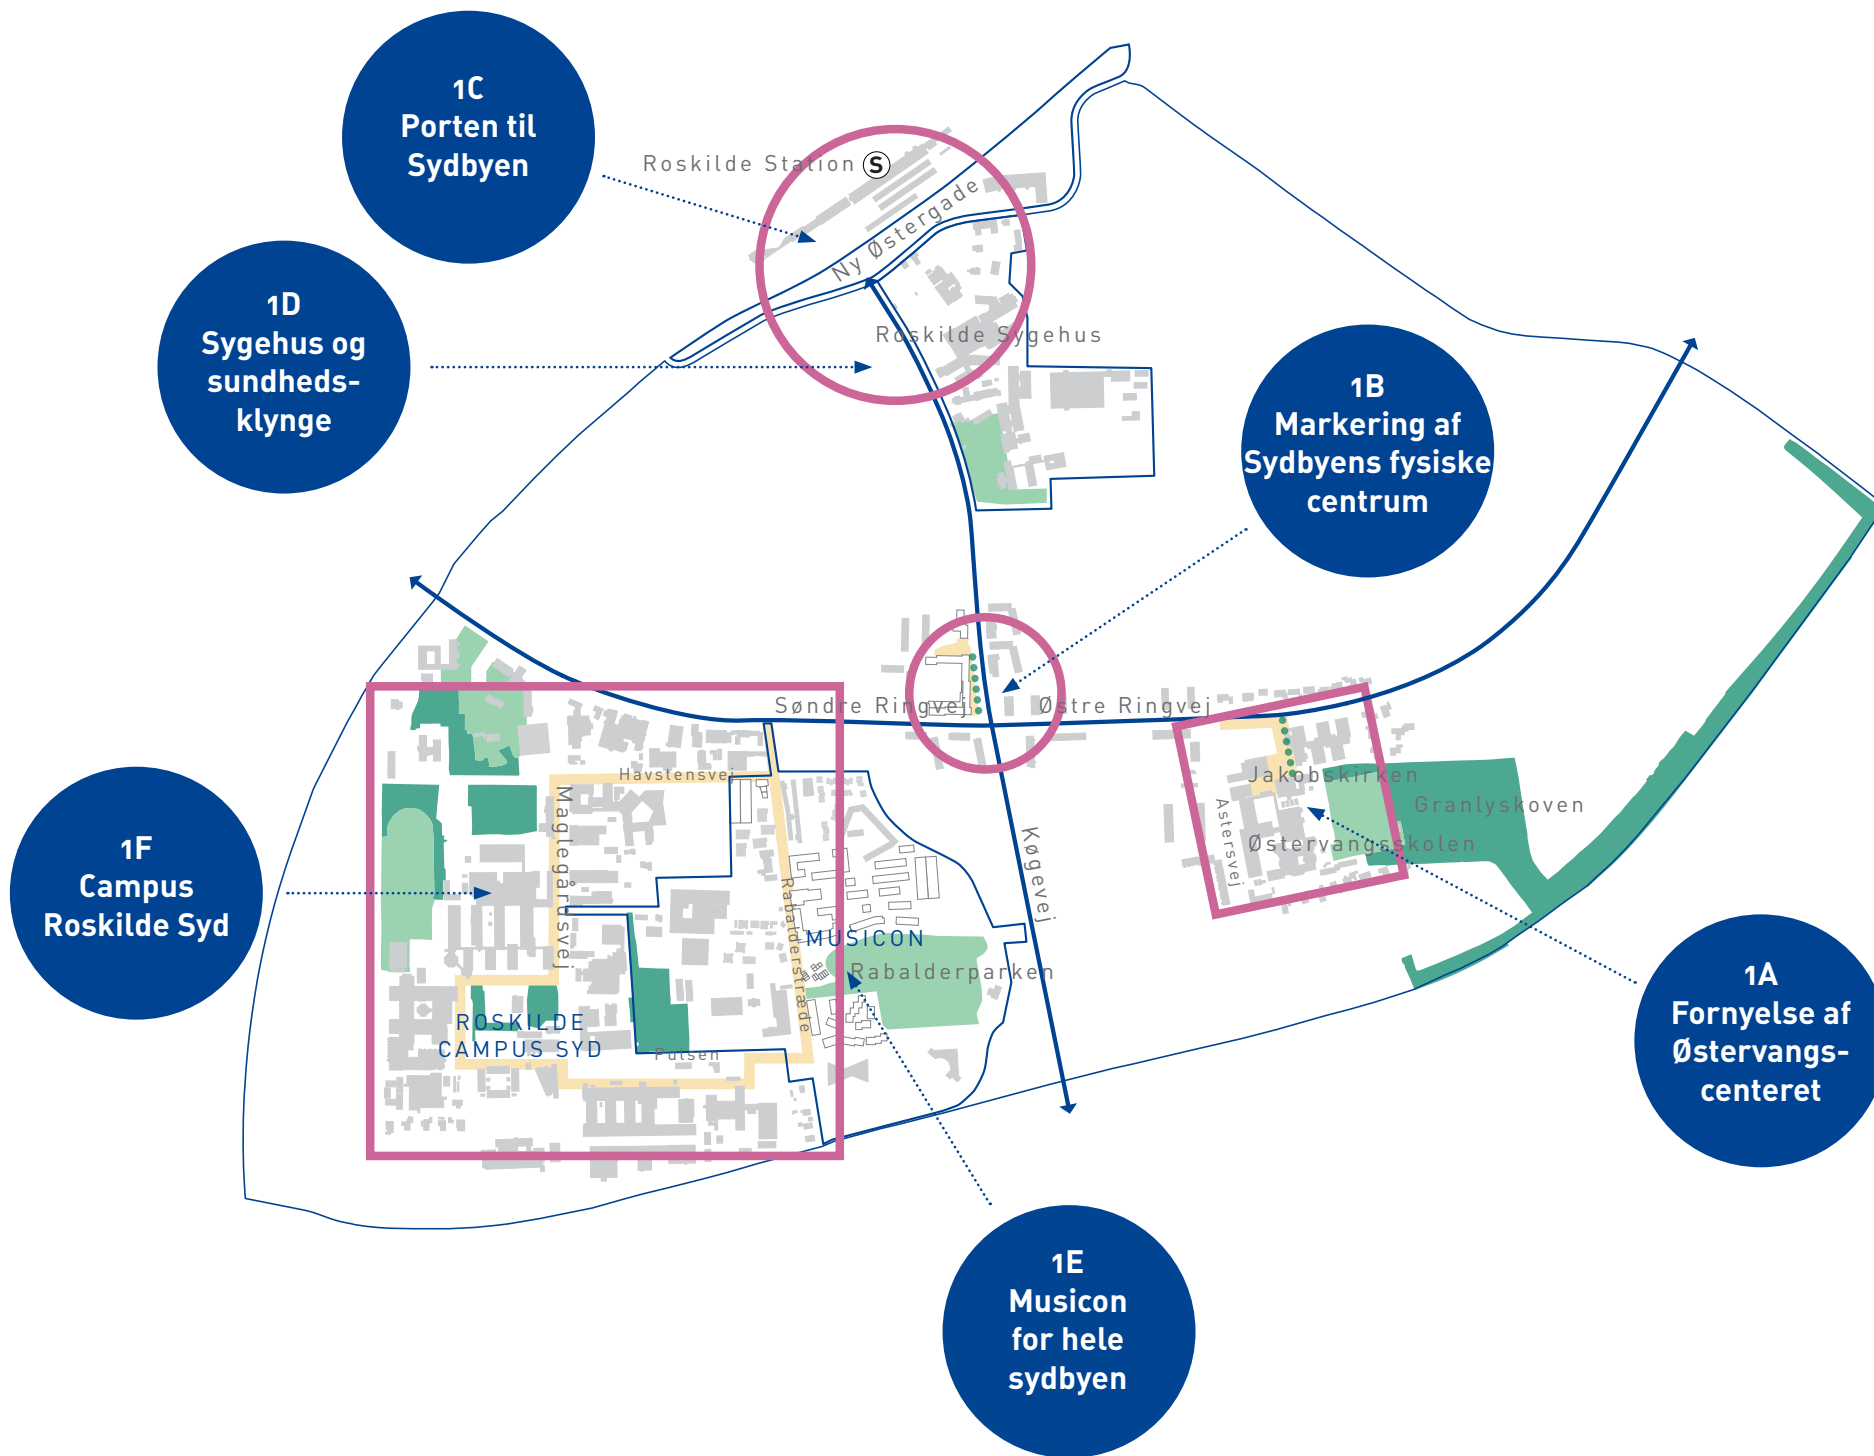 1C
Porten til
Sydbyen
Roskilde Station S
Ny Østergade
1D
Sygehus og
sundheds-
klynge
Roskilde Sygehus
1B
Markering af
Sydbyens fysiske
centrum
Søndre Ringvej
Østre Ringvej
Havstensvej
Maglegårdsvej
Jakobskirken
Granlyskoven
Astersvej
Østervangsskolen
Køgevej
1F
Campus
Roskilde Syd
Rabalderstræde
MUSICON
Rabalderparken
ROSKILDE
CAMPUS SYD
Pulsen
1A
Fornyelse af
Østervangs-
centeret
1E
Musicon
for hele
sydbyen